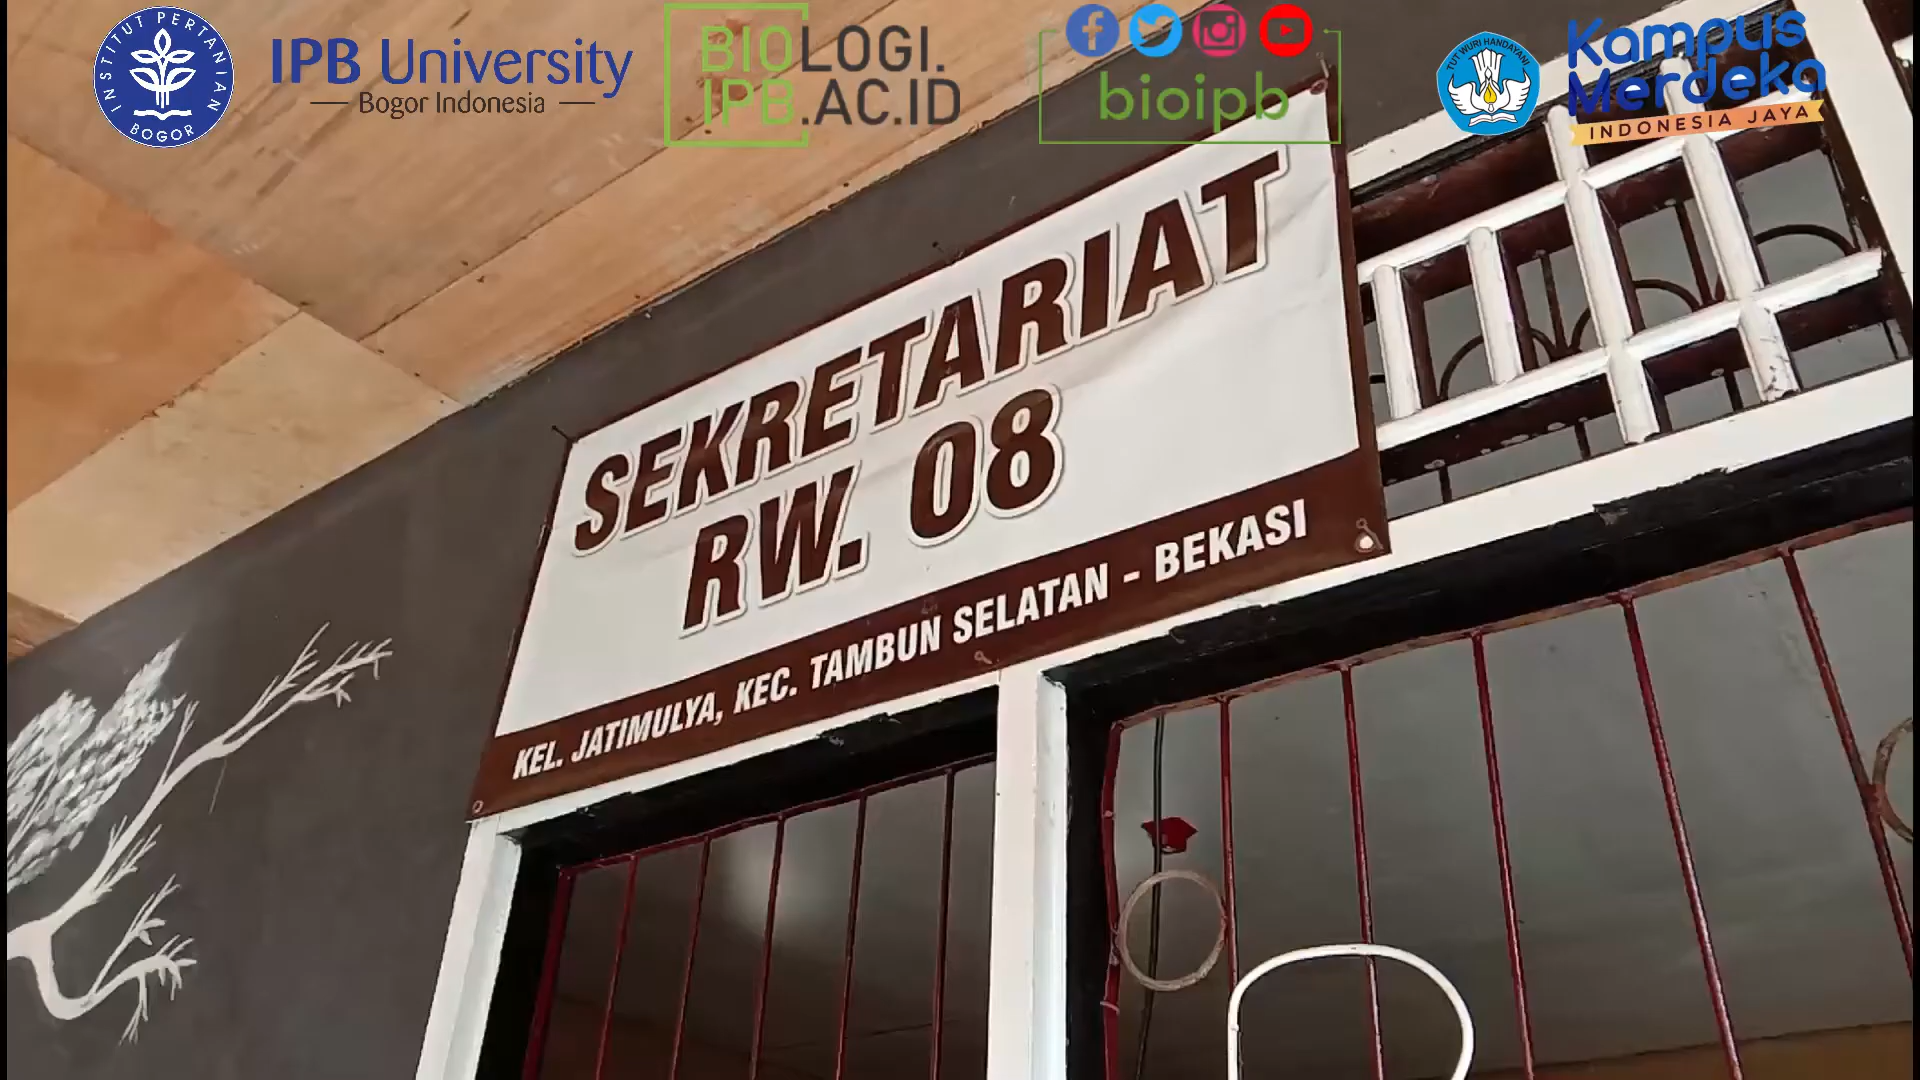 INSTITUT PERTANIAN
BOGOR
IPB University
Bogor Indonesia
BIOLOGI.
IPB.AC.ID
bioipb
TUT WURI HANDAYANI
Kampus
Merdeka
INDONESIA JAYA
SEKRETARIAT
RW. 08
KEL. JATIMULYA, KEC. TAMBUN SELATAN - BEKASI